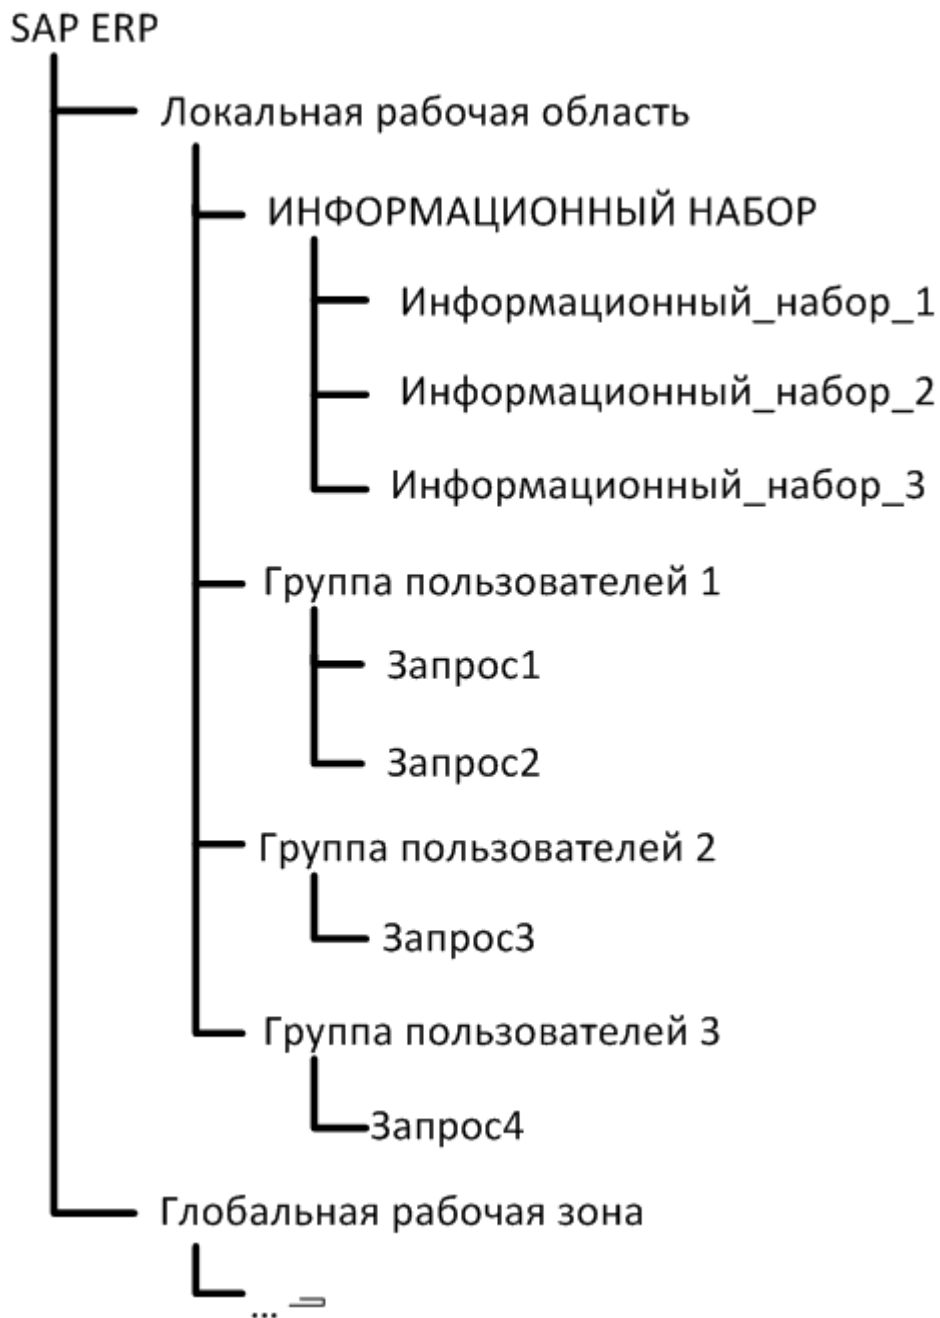 SAP ERP
Локальная рабочая область
ИНФОРМАЦИОННЫЙ НАБОР
Информационный_набор_1
Информационный_набор_2
Информационный_набор_3
Группа пользователей 1
Запрос1
Запрос2
Группа пользователей 2
Запрос3
Группа пользователей 3
Запрос4
Глобальная рабочая зона
...